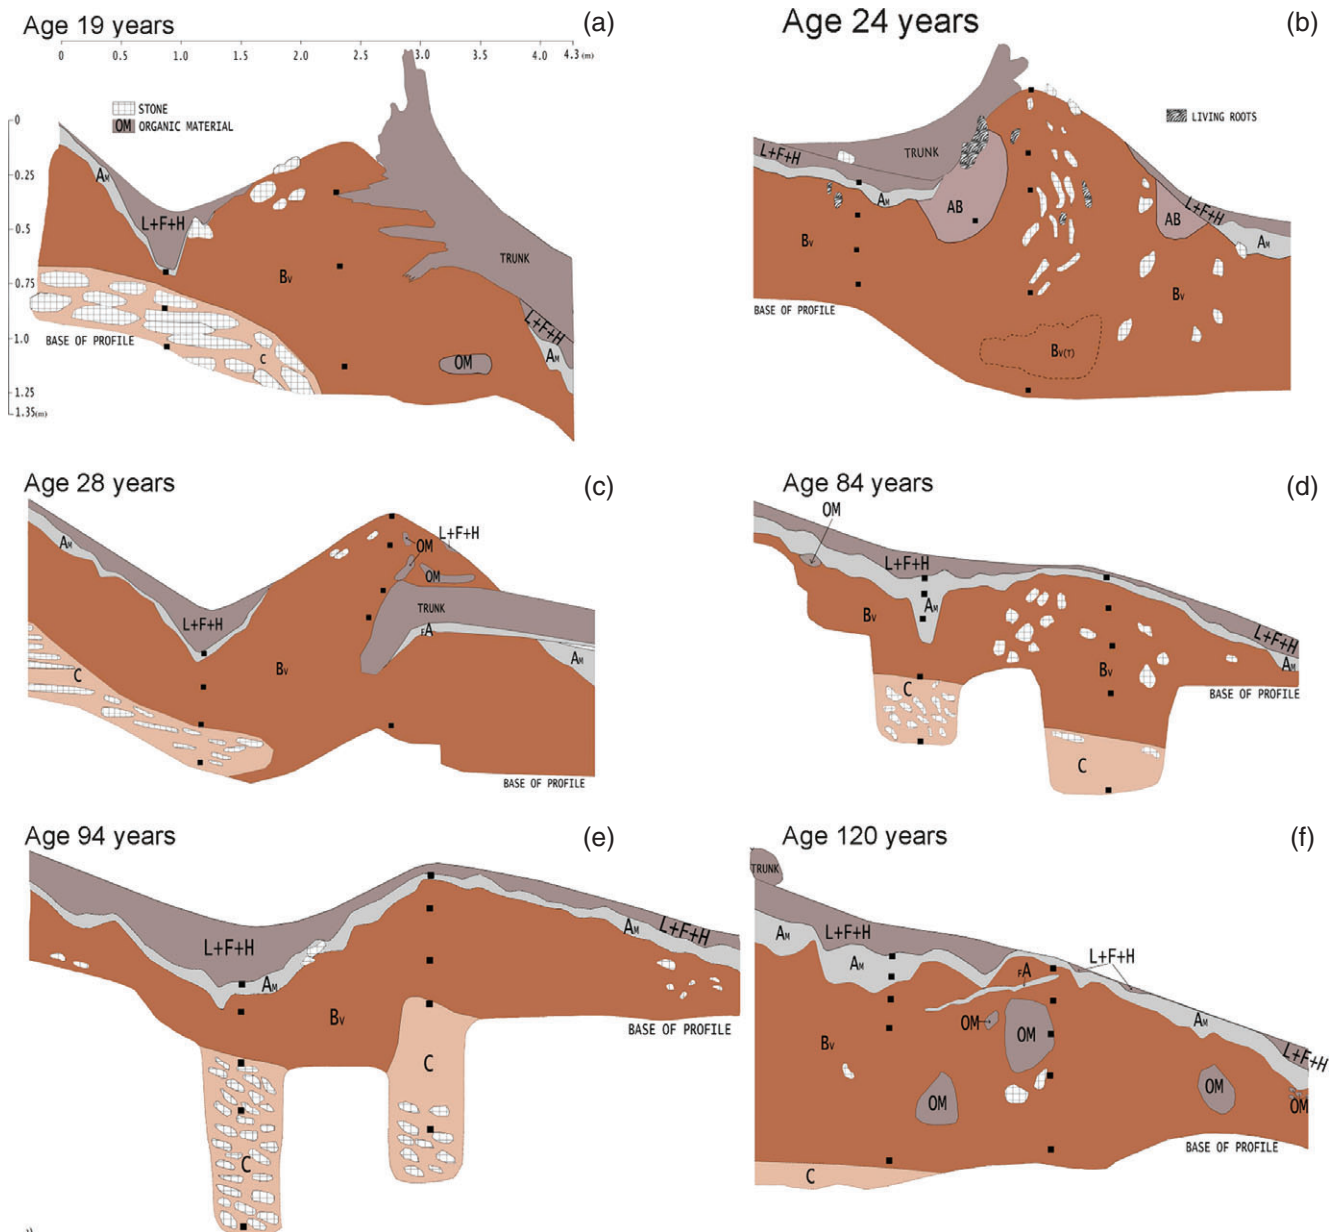 Age 19 years
(a)
0 0.5 1.0 1.5 2.0 2.5 3.0 3.5 4.0 4.3 (m)
STONE
OM ORGANIC MATERIAL
0
0.25
0.5
0.75
1.0
1.25
1.35(m)
AM
L+F+H
BV
TRUNK
L+F+H
AM
BASE OF PROFILE
C
OM
Age 24 years
(b)
LIVING ROOTS
L+F+H
TRUNK
AM
AB
AB
L+F+H
AM
BV
BV
BASE OF PROFILE
BV(T)
Age 28 years
(c)
AM
L+F+H
OM
OM
L+F+H
TRUNK
FA
AM
C
BV
BASE OF PROFILE
Age 84 years
(d)
OM
L+F+H
AM
BV
L+F+H
AM
BV
C
BASE OF PROFILE
C
Age 94 years
(e)
L+F+H
AM
AM
L+F+H
BV
BASE OF PROFILE
C
C
Age 120 years
(f)
TRUNK
AM
L+F+H
AM
FA
L+F+H
OM
OM
AM
BV
L+F+H
OM
OM
OM
BASE OF PROFILE
C